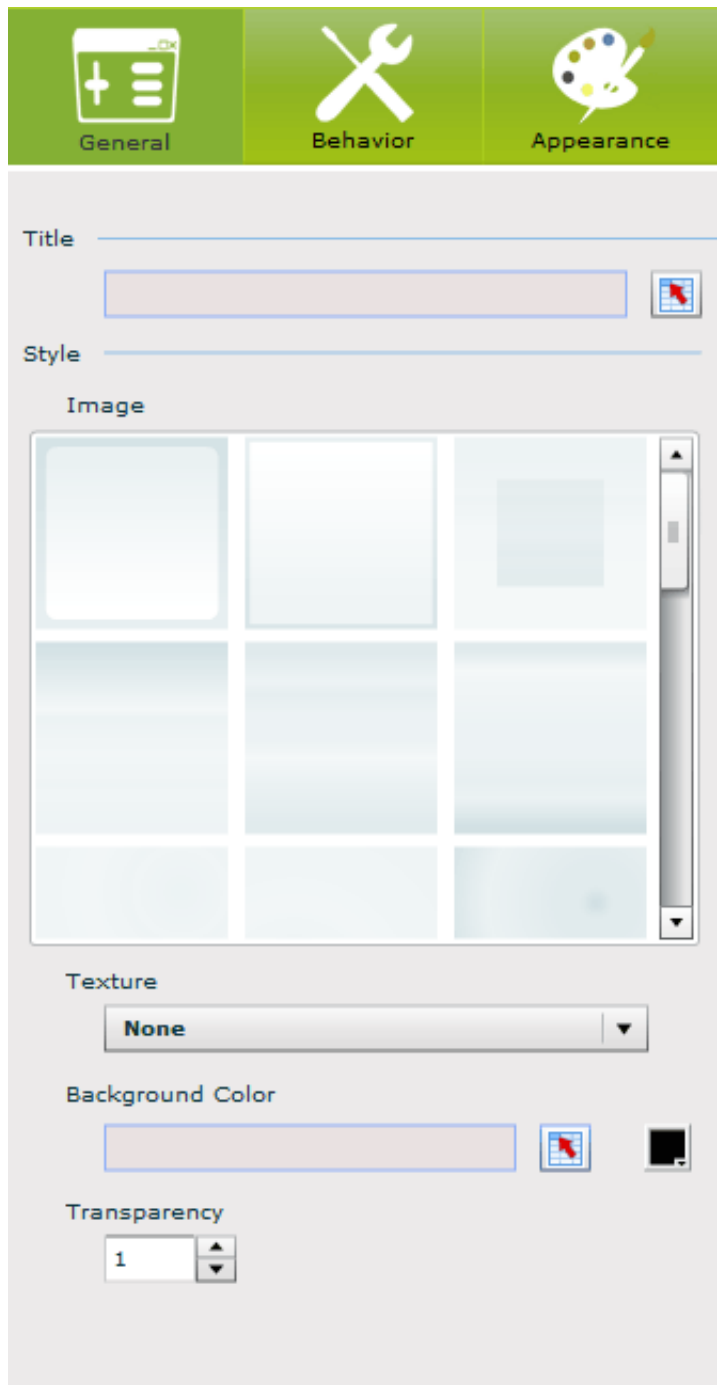 General Behavior Appearance
Title
Style
Image
Texture
None
Background Color
Transparency
1